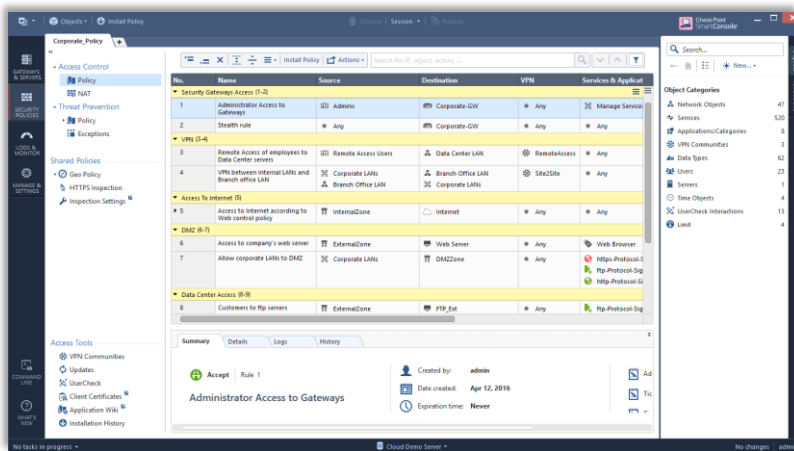 Objects
Install Policy
Discard
Session
Publish
Check Point
SmartConsole
Corporate_Policy
+
GATEWAYS
& SERVERS
SECURITY
POLICIES
LOGS &
MONITOR
MANAGE &
SETTINGS
COMMAND
LINE
WHAT'S
NEW
Access Control
Policy
NAT
Threat Prevention
Policy
Exceptions
Shared Policies
Geo Policy
HTTPS Inspection
Inspection Settings
Access Tools
VPN Communities
Updates
UserCheck
Client Certificates
Application Wiki
Installation History
Install Policy
Actions
Search for IP, object, action, ...
No. Name Source Destination VPN Services & Applicat
Security Gateways Access (1-2)
1 Administrator Access to Gateways Admins Corporate-GW Any Manage Service
2 Stealth rule Any Corporate-GW Any Any
VPN (3-4)
3 Remote Access of employees to Data Center servers Remote Access Users Data Center LAN RemoteAccess Any
4 VPN between Internal LANs and Branch office LAN Corporate LANs Branch Office LAN Site2Site Any
Branch Office LAN Corporate LANs
Access To Internet (5)
5 Access to Internet according to Web control policy InternalZone Internet Any Any
DMZ (6-7)
6 Access to company's web server ExternalZone Web Server Any Web Browser
7 Allow corporate LANs to DMZ Corporate LANs DMZZone Any https-Protocol-S
ftp-Protocol-Sig
http-Protocol-Si
Data Center Access (8-9)
8 Customers to ftp servers ExternalZone FTP_Ext Any ftp-Protocol-Sig
Summary Details Logs History
Accept Rule 1
Administrator Access to Gateways
Created by: admin
Date created: Apr 12, 2016
Expiration time: Never
Ad
Tic
Search...
New...
Object Categories
Network Objects 47
Services 520
Applications/Categories 8
VPN Communities 3
Data Types 62
Users 23
Servers 1
Time Objects 4
UserCheck Interactions 13
Limit 4
No tasks in progress
Cloud Demo Server
No changes
admi